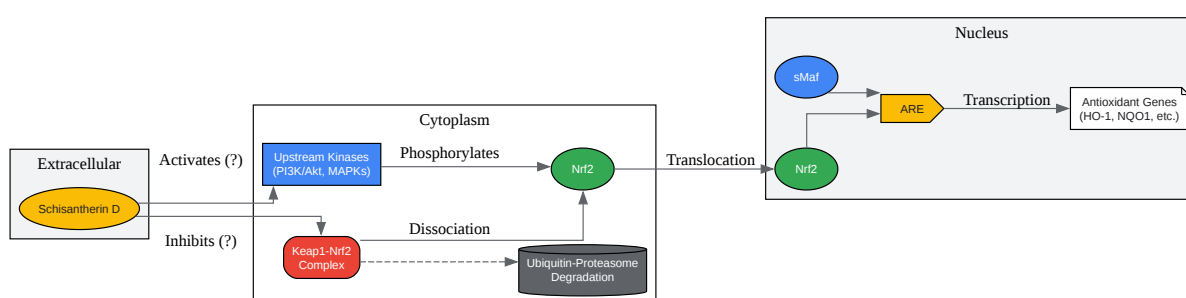 Extracellular
Schisantherin D
Activates (?)
Inhibits (?)
Cytoplasm
Upstream Kinases
(PI3K/Akt, MAPKs)
Phosphorylates
Nrf2
Keap1-Nrf2
Complex
Dissociation
Ubiquitin-Proteasome
Degradation
Translocation
Nucleus
sMaf
Nrf2
ARE
Transcription
Antioxidant Genes
(HO-1, NQO1, etc.)